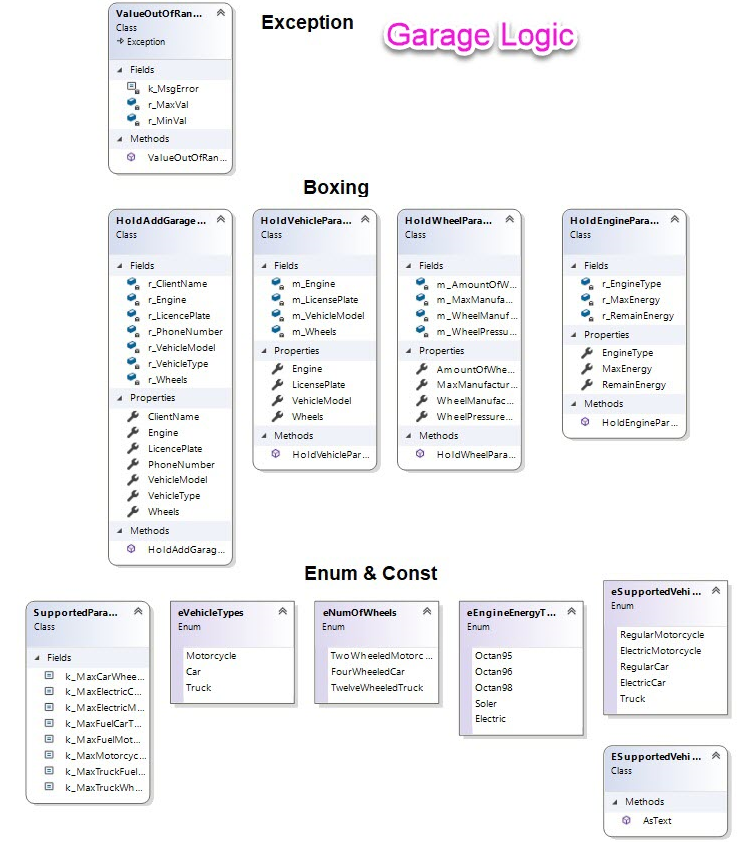 Exception
Garage Logic
ValueOutOfRan...
Class
Exception
Fields
k_MsgError
r_MaxVal
r_MinVal
Methods
ValueOutOfRan...
Boxing
HoldAddGarage...
Class
Fields
r_ClientName
r_Engine
r_LicencePlate
r_PhoneNumber
r_VehicleModel
r_VehicleType
r_Wheels
Properties
ClientName
Engine
LicencePlate
PhoneNumber
VehicleModel
VehicleType
Wheels
Methods
HoldAddGarag...
HoldVehiclePara...
Class
Fields
m_Engine
m_LicensePlate
m_VehicleModel
m_Wheels
Properties
Engine
LicensePlate
VehicleModel
Wheels
Methods
HoldVehiclePar...
HoldWheelPara...
Class
Fields
m_AmountOfW...
m_MaxManufa...
m_WheelManuf...
m_WheelPressu...
Properties
AmountOfWhe...
MaxManufactur...
WheelManufac...
WheelPressure...
Methods
HoldWheelPara...
HoldEnginePara...
Class
Fields
r_EngineType
r_MaxEnergy
r_RemainEnergy
Properties
EngineType
MaxEnergy
RemainEnergy
Methods
HoldEnginePar...
Enum & Const
SupportedPara...
Class
Fields
k_MaxCarWhee...
k_MaxElectricC...
k_MaxElectricM...
k_MaxFuelCarT...
k_MaxFuelMot...
k_MaxMotorcyc...
k_MaxTruckFuel...
k_MaxTruckWh...
eVehicleTypes
Enum
Motorcycle
Car
Truck
eNumOfWheels
Enum
TwoWheeledMotorc...
FourWheeledCar
TwelveWheeledTruck
eEngineEnergyT...
Enum
Octan95
Octan96
Octan98
Soler
Electric
eSupportedVehi...
Enum
RegularMotorcycle
ElectricMotorcycle
RegularCar
ElectricCar
Truck
ESupportedVehi...
Class
Methods
AsText